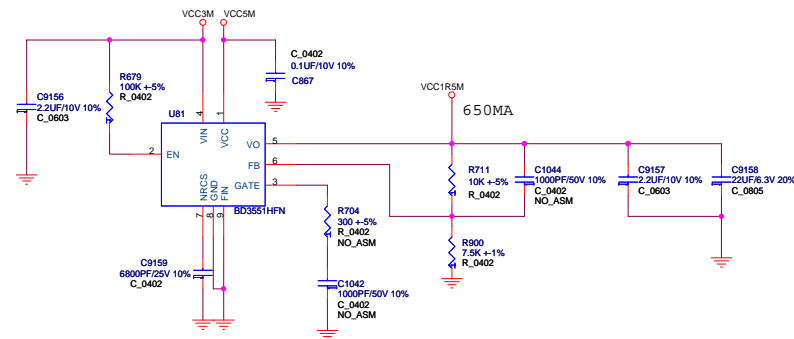 VCC3M
VCC5M
C_0402
0.1UF/10V 10%
C867
R679
100K +-5%
R_0402
C9156
2.2UF/10V 10%
C_0603
VCC1R5M
650MA
U81
4
1
VIN
VCC
2
EN
VO
5
FB
6
GATE
3
NRCS
GND
FIN
BD3551HFN
7
8
9
R711
10K +-5%
R_0402
C1044
1000PF/50V 10%
C_0402
NO_ASM
C9157
2.2UF/10V 10%
C_0603
C9158
22UF/6.3V 20%
C_0805
R704
300 +-5%
R_0402
NO_ASM
R900
7.5K +-1%
R_0402
C9159
6800PF/25V 10%
C_0402
C1042
1000PF/50V 10%
C_0402
NO_ASM